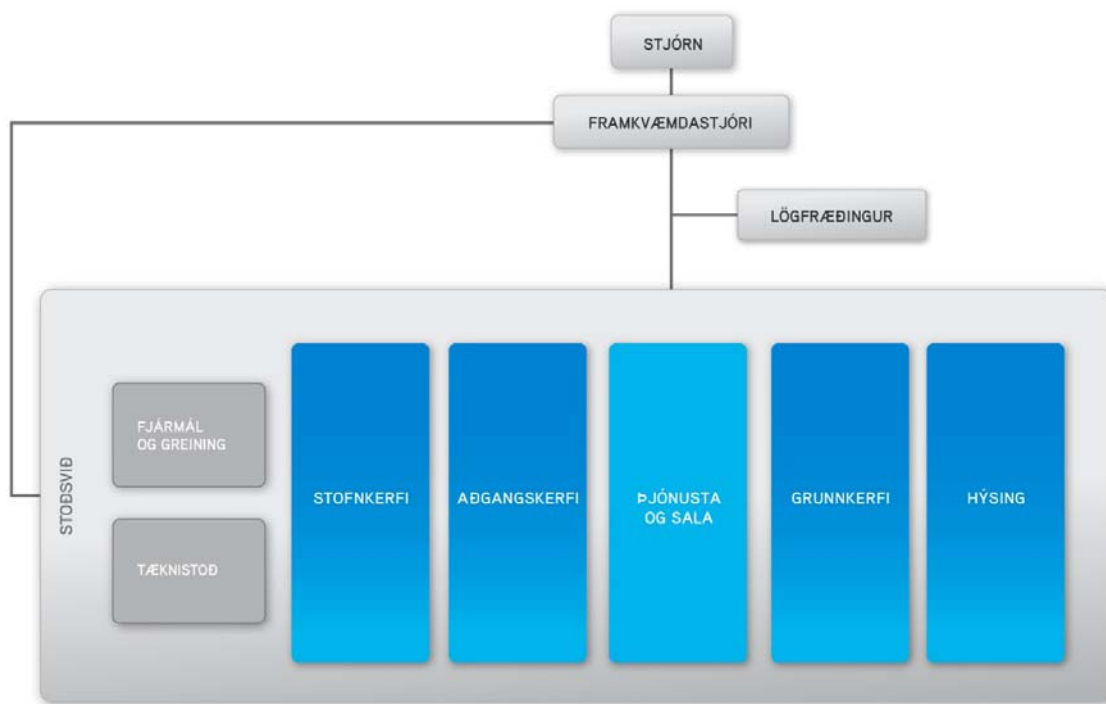 STJÓRN
FRAMKVÆMDASTJÓRI
LÖGFRÆÐINGUR
STOÐSVIÐ
FJÁRMÁL
OG GREINING
TÆKNISTOÐ
STOFNKERFI
AÐGANGSKERFI
ÞJÓNUSTA
OG SALA
GRUNNKERFI
HÝSING